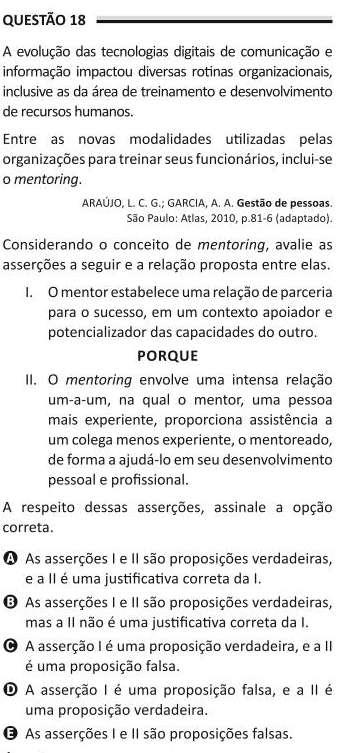 QUESTÃO 18
A evolução das tecnologias digitais de comunicação e
informação impactou diversas rotinas organizacionais,
inclusive as da área de treinamento e desenvolvimento
de recursos humanos.
Entre as novas modalidades utilizadas pelas
organizações para treinar seus funcionários, inclui-se
o mentoring.
ARAÚJO, L. C. G.; GARCIA, A. A. Gestão de pessoas.
São Paulo: Atlas, 2010, p.81-6 (adaptado).
Considerando o conceito de mentoring, avalie as
asserções a seguir e a relação proposta entre elas.
I. O mentor estabelece uma relação de parceria
para o sucesso, em um contexto apoiador e
potencializador das capacidades do outro.
PORQUE
II. O mentoring envolve uma intensa relação
um-a-um, na qual o mentor, uma pessoa
mais experiente, proporciona assistência a
um colega menos experiente, o mentoreado,
de forma a ajudá-lo em seu desenvolvimento
pessoal e profissional.
A respeito dessas asserções, assinale a opção
correta.
A As asserções I e II são proposições verdadeiras,
e a II é uma justificativa correta da I.
B As asserções I e II são proposições verdadeiras,
mas a II não é uma justificativa correta da I.
C A asserção I é uma proposição verdadeira, e a II
é uma proposição falsa.
D A asserção I é uma proposição falsa, e a II é
uma proposição verdadeira.
E As asserções I e II são proposições falsas.